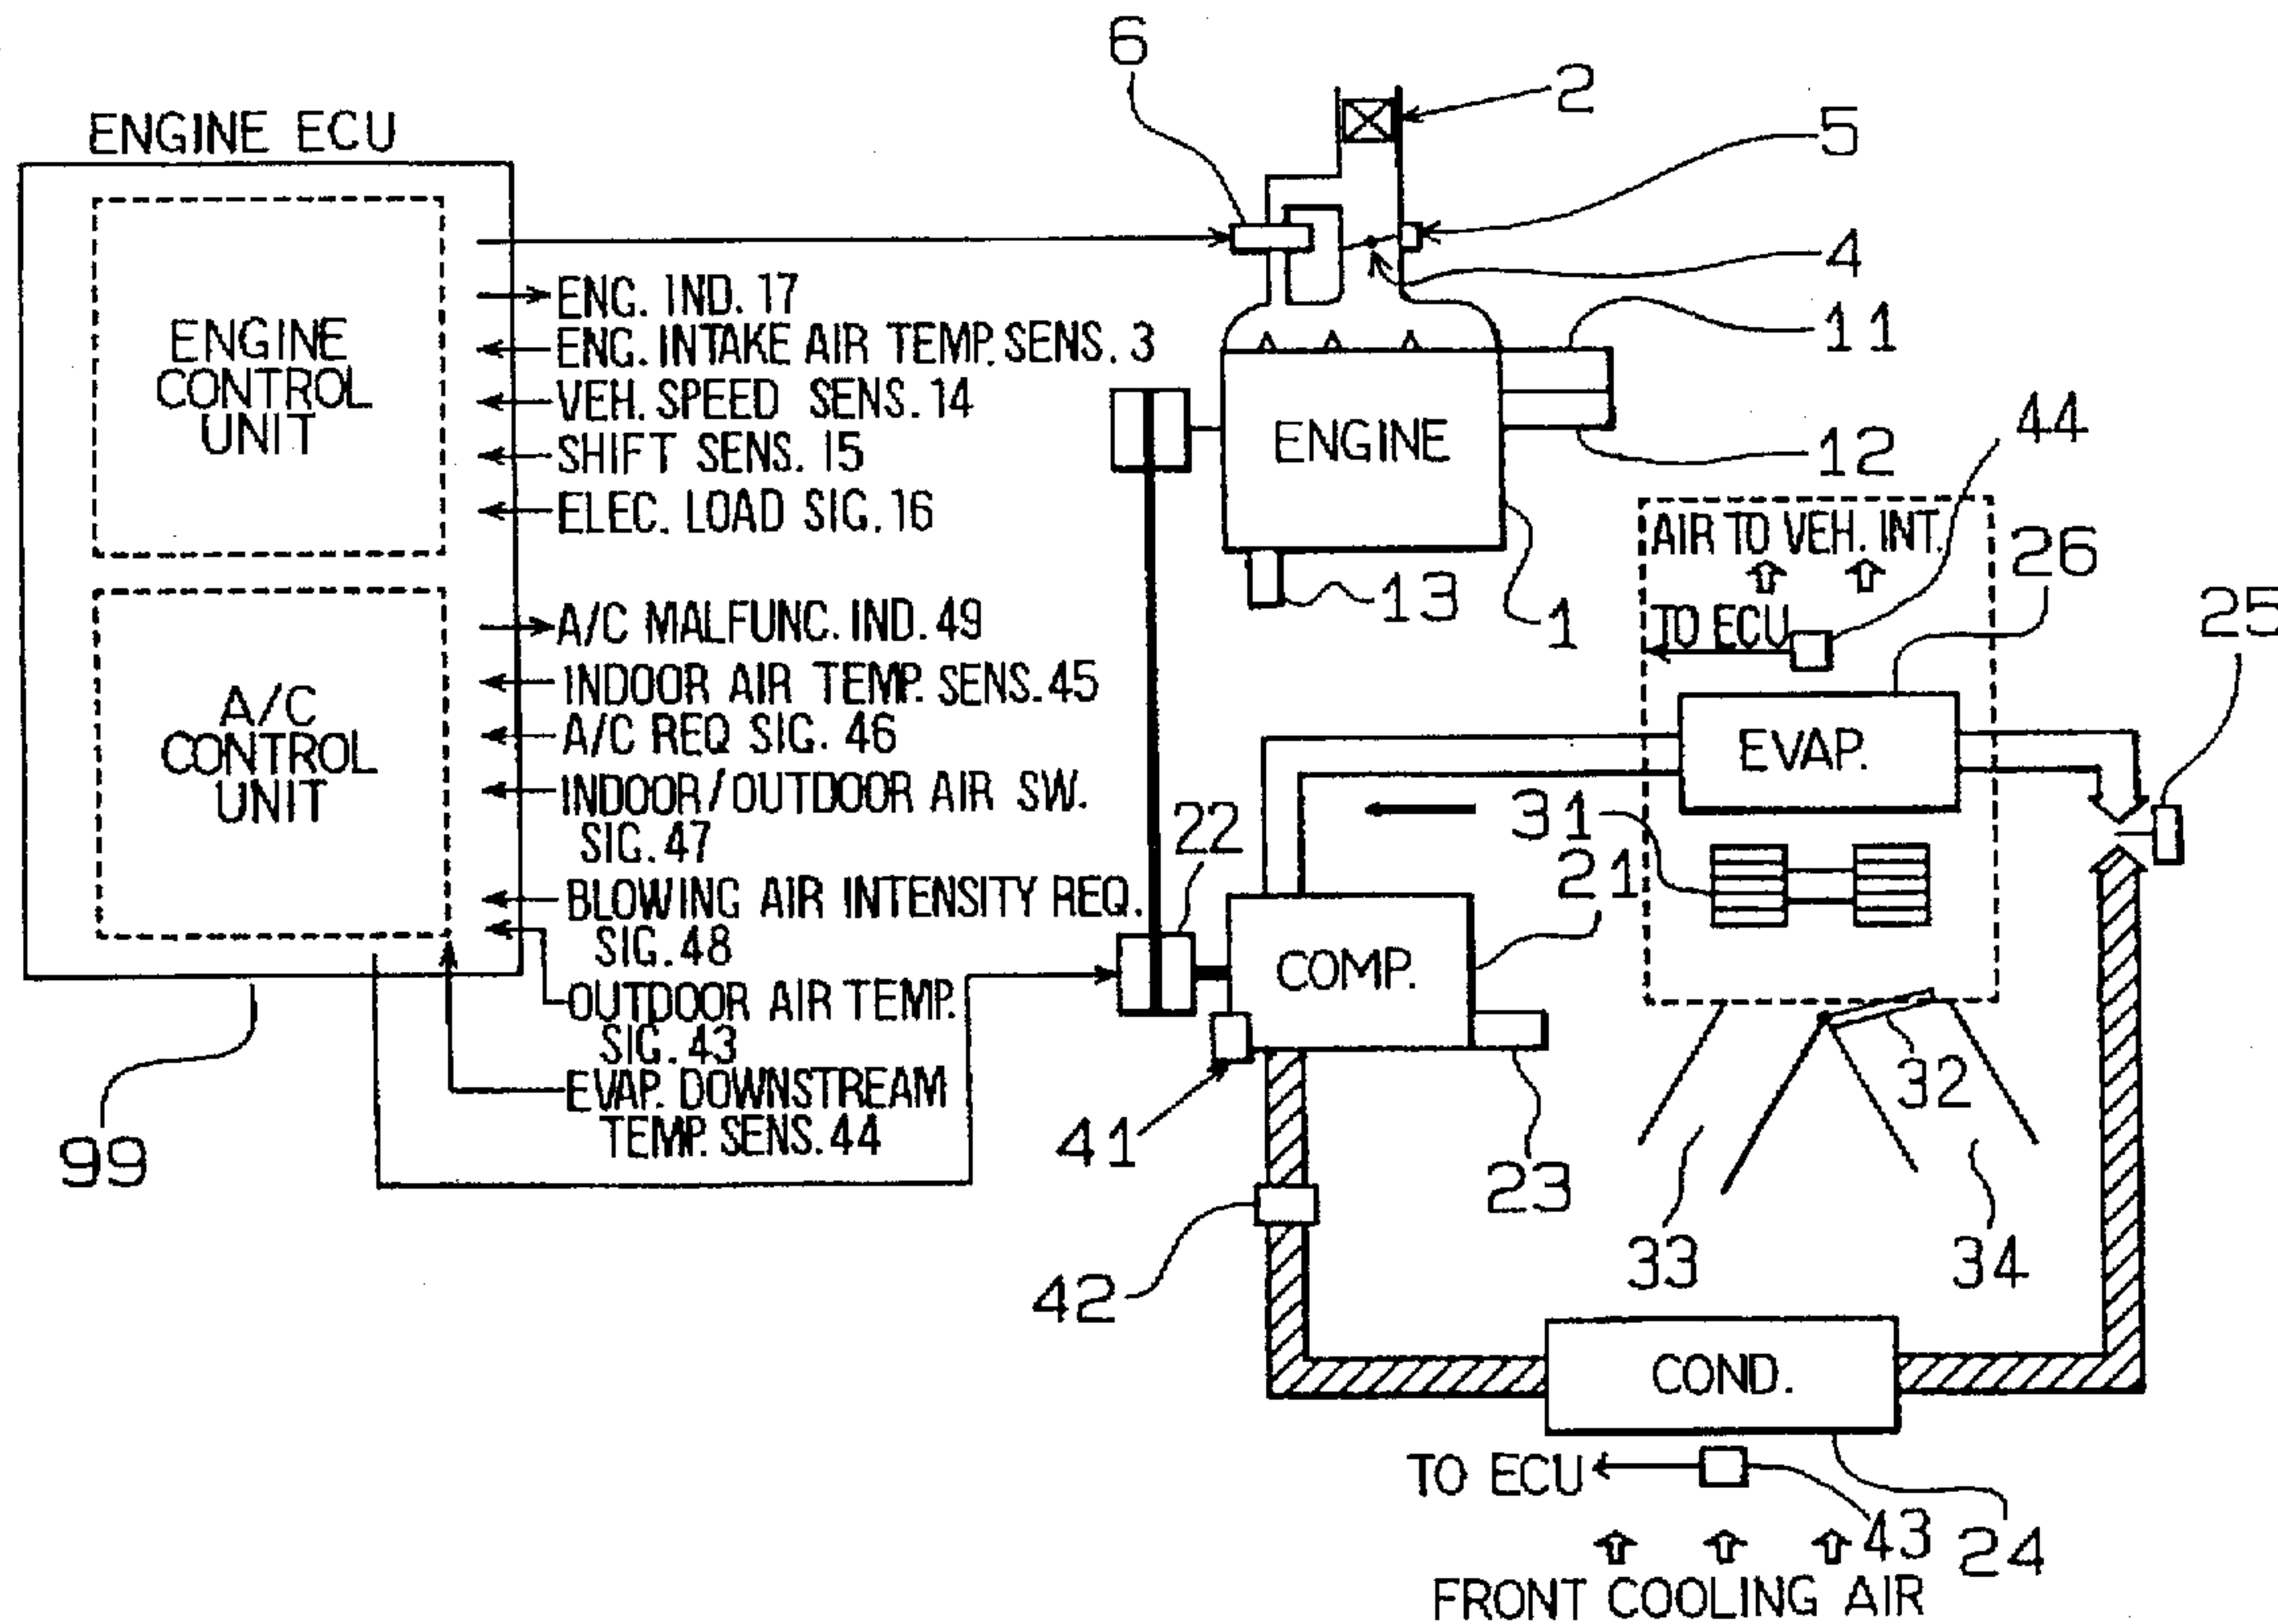 6
2
5
ENGINE ECU
4
ENGINE
CONTROL
UNIT
ENG. IND. 17
ENG. INTAKE AIR TEMP. SENS. 3
VEH. SPEED SENS. 14
SHIFT SENS. 15
ELEC. LOAD SIG. 16
11
ENGINE
12
44
13
1
AIR TO VEH. INT.
26
TO ECU
25
A/C
CONTROL
UNIT
A/C MALFUNC. IND. 49
INDOOR AIR TEMP. SENS. 45
A/C REQ SIG. 46
INDOOR/OUTDOOR AIR SW.
SIG. 47
BLOWING AIR INTENSITY REQ.
SIG. 48
OUTDOOR AIR TEMP.
SIG. 43
EVAP. DOWNSTREAM
TEMP. SENS. 44
EVAP.
22
31
21
COMP.
99
41
23
32
42
33
34
COND.
TO ECU
43
24
FRONT COOLING AIR